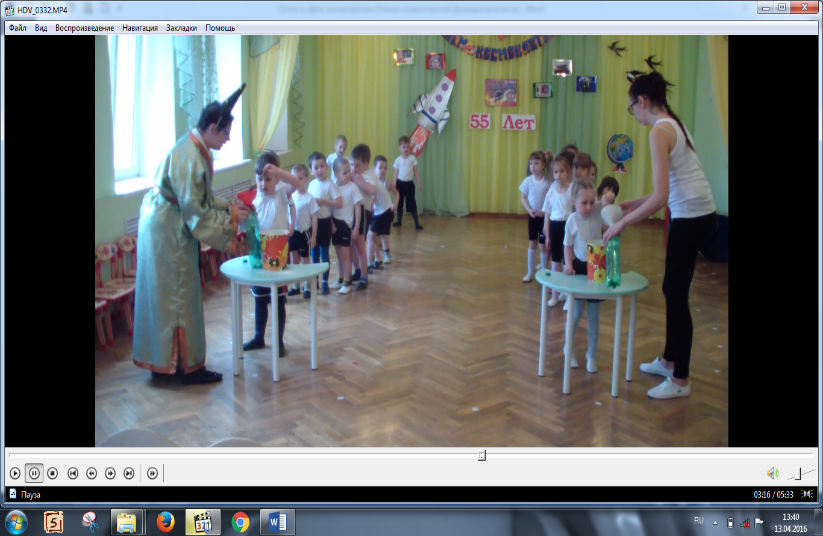 HDV_0332.MP4
Файл Вид Воспроизведение Навигация Закладки Помощь
55 Лет
Пауза
03:16 / 05:33
RU
13:40
13.04.2016